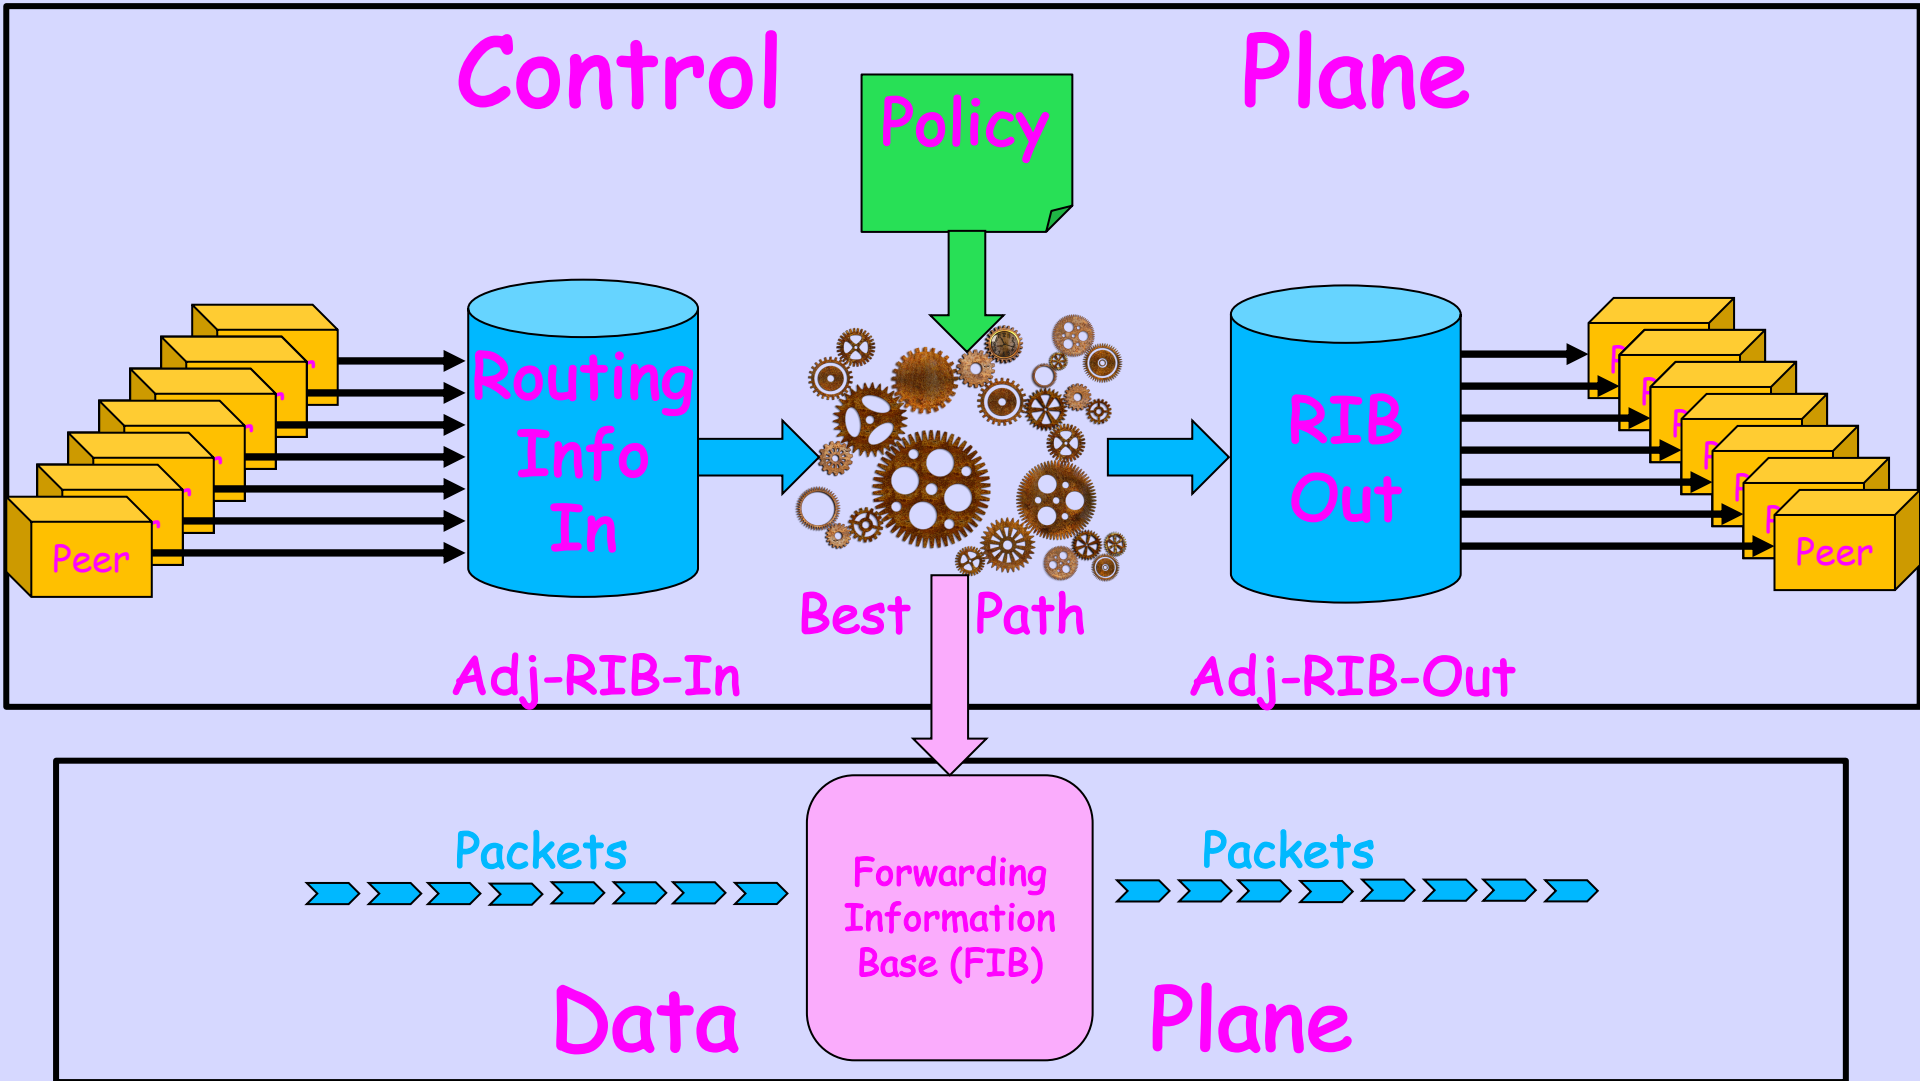 Control Plane
Policy
Routing
Info
In
RIB
Out
Peer
Peer
Best Path
Adj-RIB-In
Adj-RIB-Out
Packets
Packets
Forwarding
Information
Base (FIB)
Data Plane